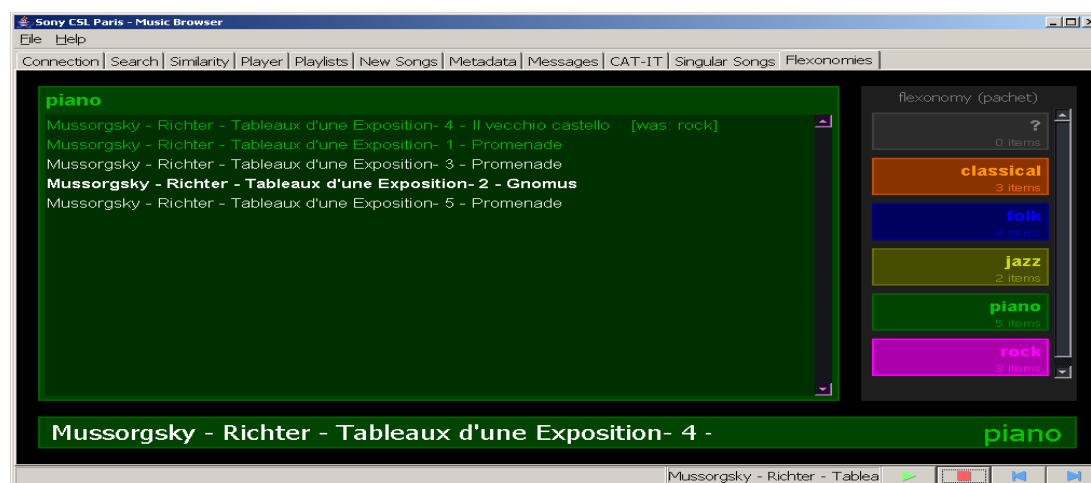 Sony CSL Paris - Music Browser
File Help
Connection Search Similarity Player Playlists New Songs Metadata Messages CAT-IT Singular Songs Flexonomies
piano
Mussorgsky - Richter - Tableaux d'une Exposition- 4 - Il vecchio castello [was: rock]
Mussorgsky - Richter - Tableaux d'une Exposition- 1 - Promenade
Mussorgsky - Richter - Tableaux d'une Exposition- 3 - Promenade
Mussorgsky - Richter - Tableaux d'une Exposition- 2 - Gnomus
Mussorgsky - Richter - Tableaux d'une Exposition- 5 - Promenade
flexonomy (pachet)
?
0 items
classical
3 items
folk
4 items
jazz
2 items
piano
5 items
rock
3 items
Mussorgsky - Richter - Tableaux d'une Exposition- 4 - piano
Mussorgsky - Richter - Tablea